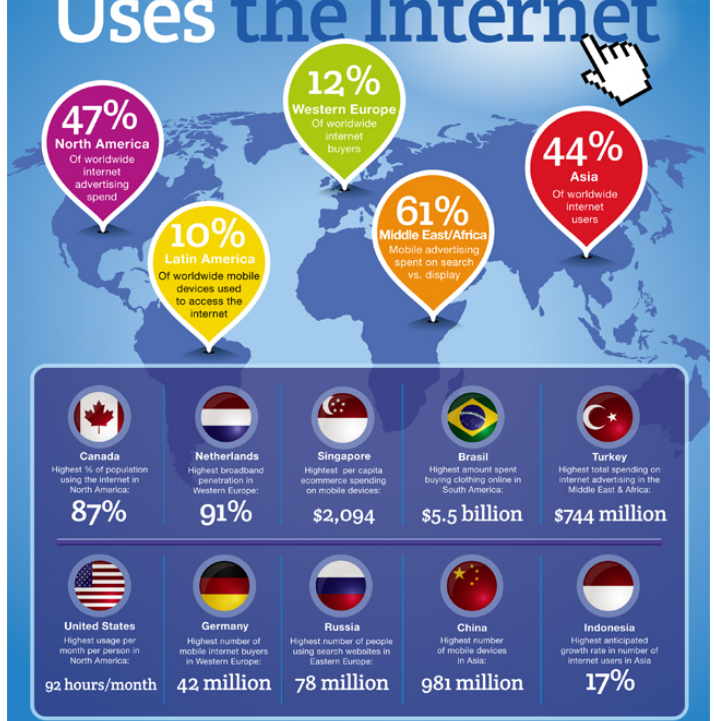 Uses the Internet
12%
Western Europe
Of worldwide
internet
buyers
47%
North America
Of worldwide
internet
advertising
spend
44%
Asia
Of worldwide
internet
users
61%
Middle East/Africa
Mobile advertising
spent on search
vs. display
10%
Latin America
Of worldwide mobile
devices used
to access the
internet
Canada
Highest % of population
using the internet in
North America:
87%
Netherlands
Highest broadband
penetration in
Western Europe:
91%
Singapore
Hightest per capita
ecommerce spending
on mobile devices:
$2,094
Brasil
Highest amount spent
buying clothing online in
South America:
$5.5 billion
Turkey
Highest total spending on
internet advertising in the
Middle East & Africa:
$744 million
United States
Highest usage per
month per person in
North America:
92 hours/month
Germany
Highest number of
mobile internet buyers
in Western Europe:
42 million
Russia
Highest number of people
using search websites in
Eastern Europe:
78 million
China
Highest number
of mobile devices
in Asia:
981 million
Indonesia
Highest anticipated
growth rate in number of
internet users in Asia
17%